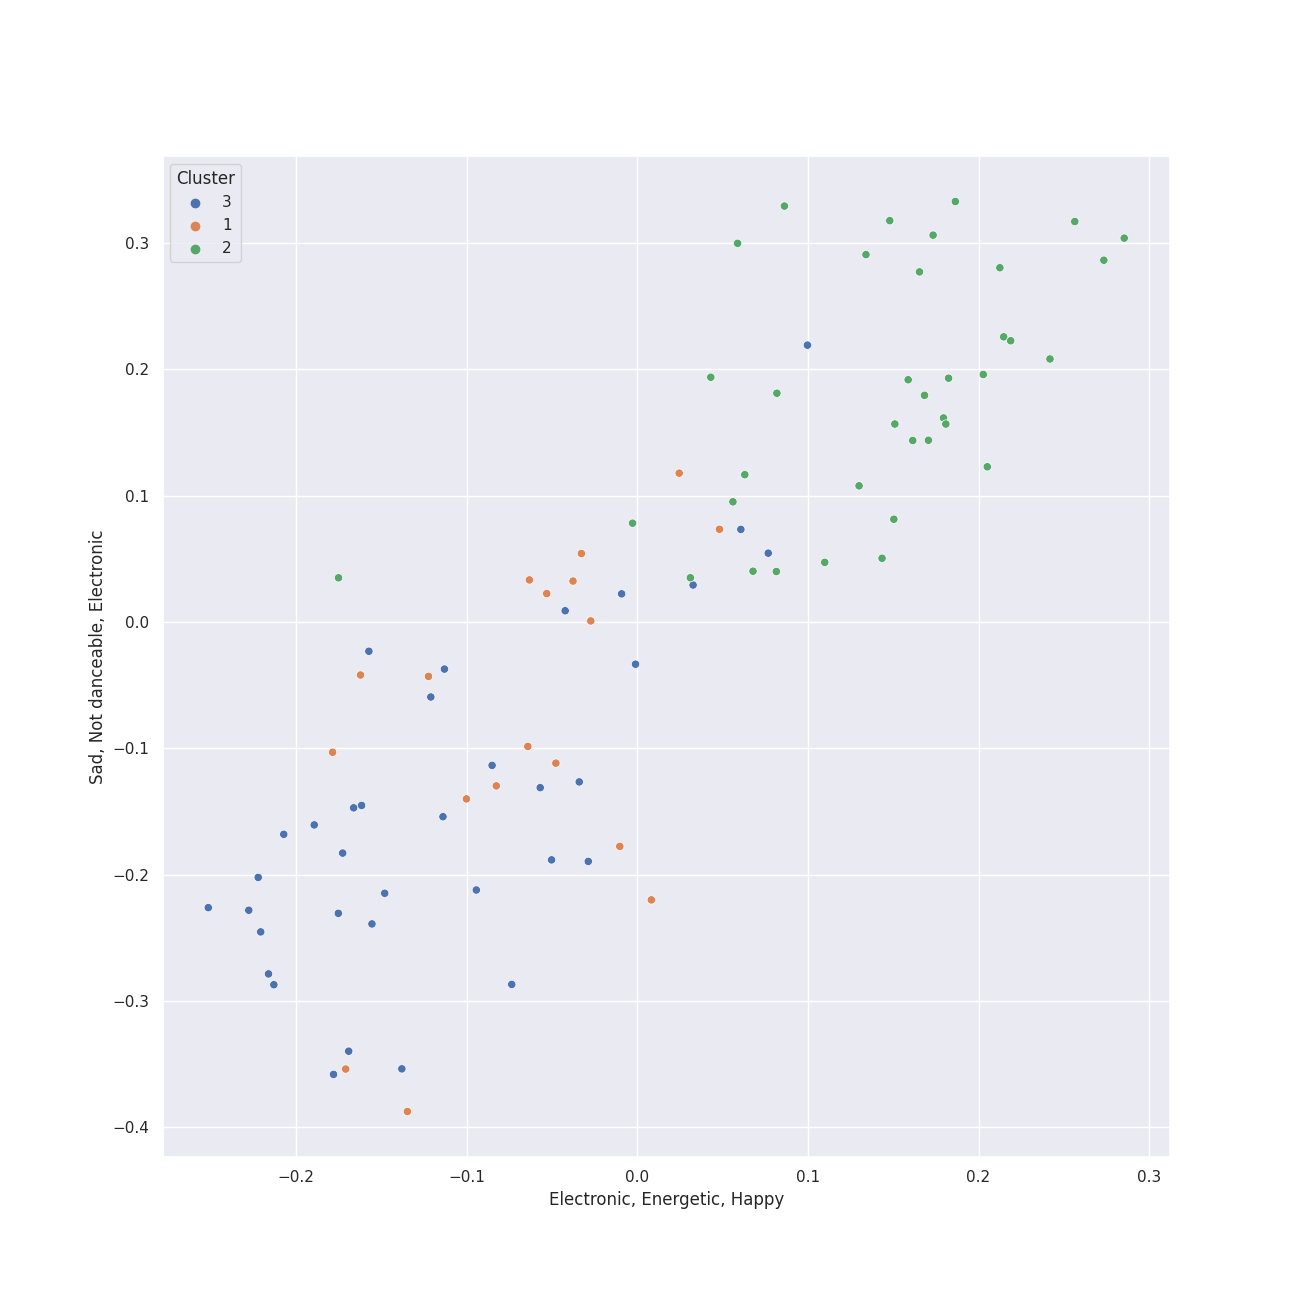 Cluster
3
1
2
0.3
0.2
0.1
0.0
−0.1
−0.2
−0.3
−0.4
Sad, Not danceable, Electronic
−0.2 −0.1 0.0 0.1 0.2 0.3
Electronic, Energetic, Happy